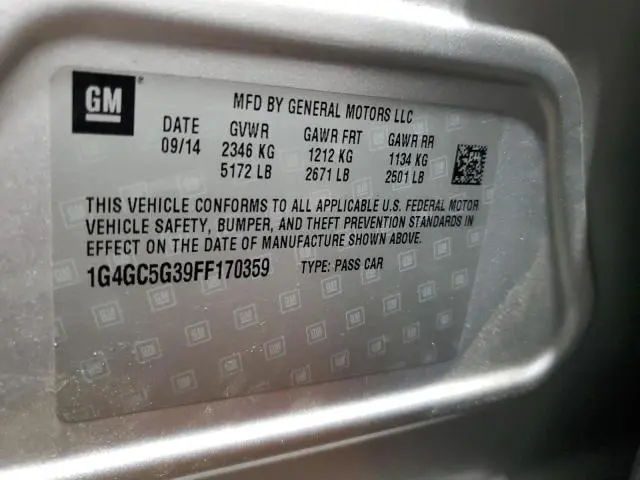 GM
MFD BY GENERAL MOTORS LLC
DATE GVWR GAWR FRT GAWR RR
09/14 2346 KG 1212 KG 1134 KG
5172 LB 2671 LB 2501 LB
THIS VEHICLE CONFORMS TO ALL APPLICABLE U.S. FEDERAL MOTOR
VEHICLE SAFETY, BUMPER, AND THEFT PREVENTION STANDARDS IN
EFFECT ON THE DATE OF MANUFACTURE SHOWN ABOVE.
1G4GC5G39FF170359 TYPE: PASS CAR